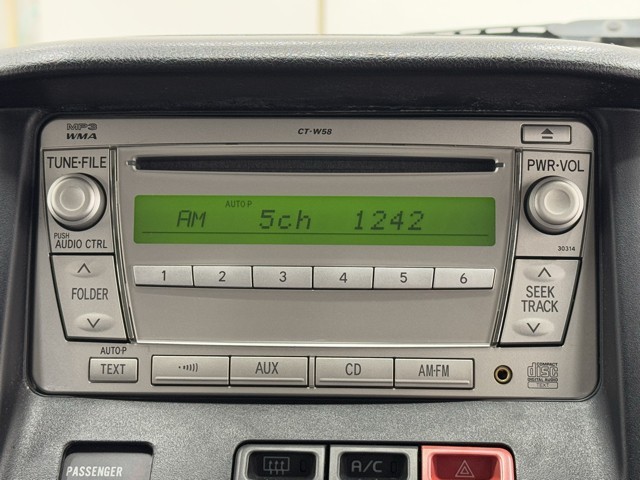 MP3
WMA
CT-W58
TUNE·FILE
PWR·VOL
AUTO P
AM 5ch 1242
PUSH
AUDIO CTRL
30314
1 2 3 4 5 6
FOLDER
SEEK
TRACK
AUTO·P
TEXT
AUX
CD
AM·FM
COMPACT
disc
DIGITAL AUDIO
TEXT
PASSENGER
A/C